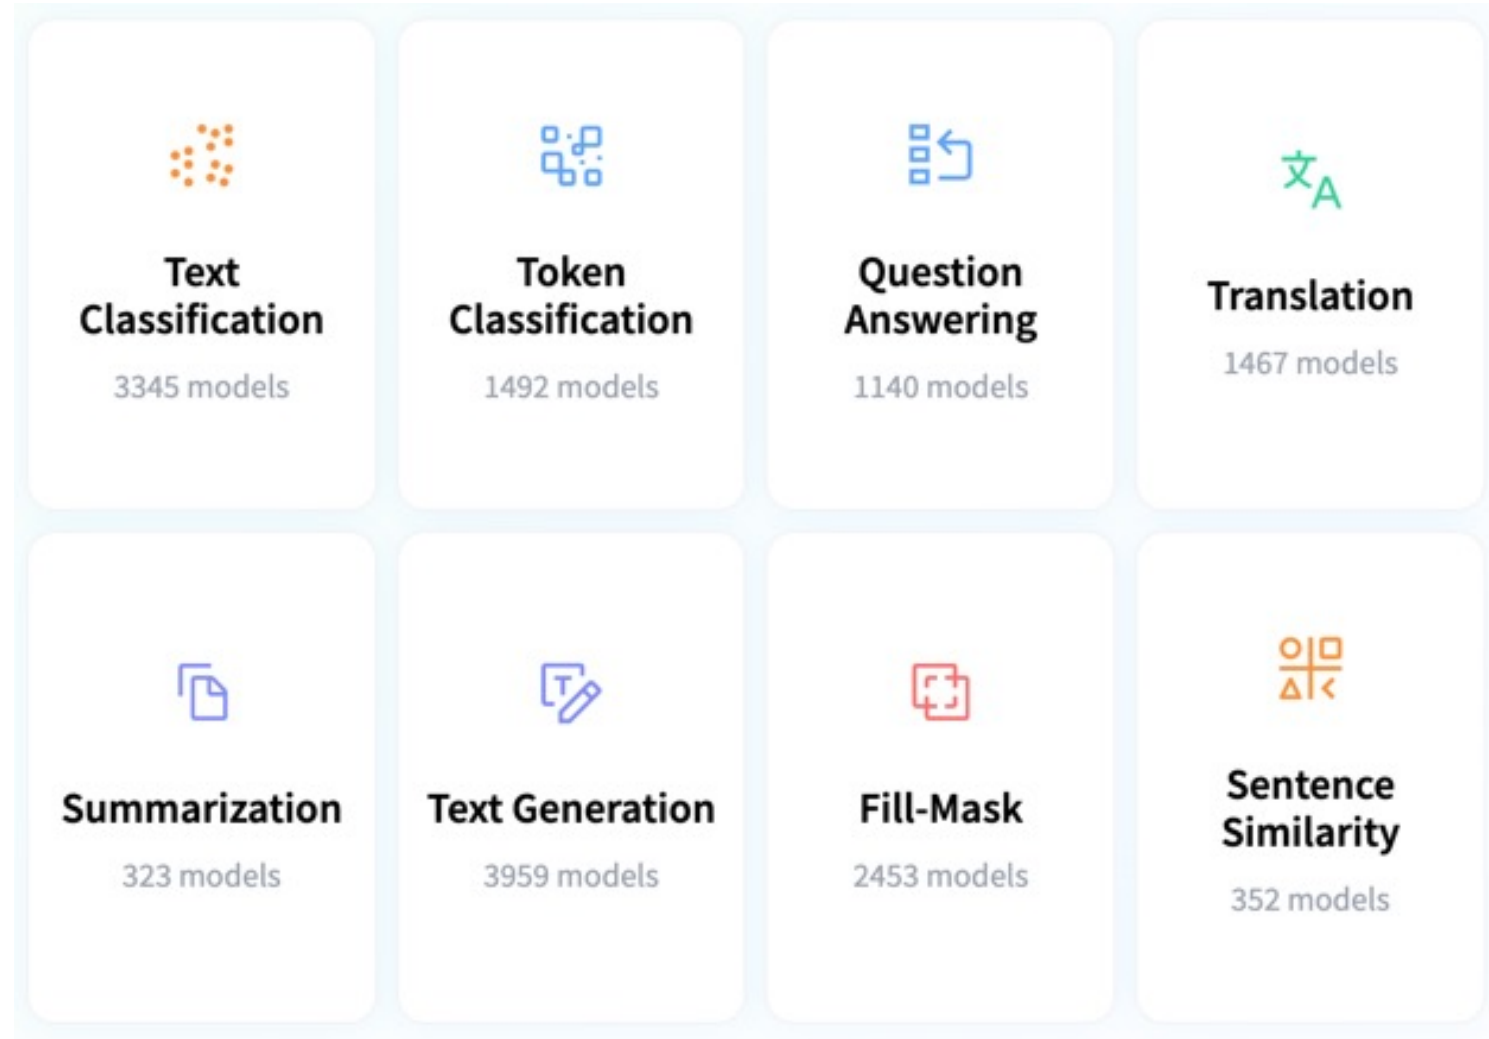 Text
Classification
3345 models
Token
Classification
1492 models
Question
Answering
1140 models
Translation
1467 models
Summarization
323 models
Text Generation
3959 models
Fill-Mask
2453 models
Sentence
Similarity
352 models